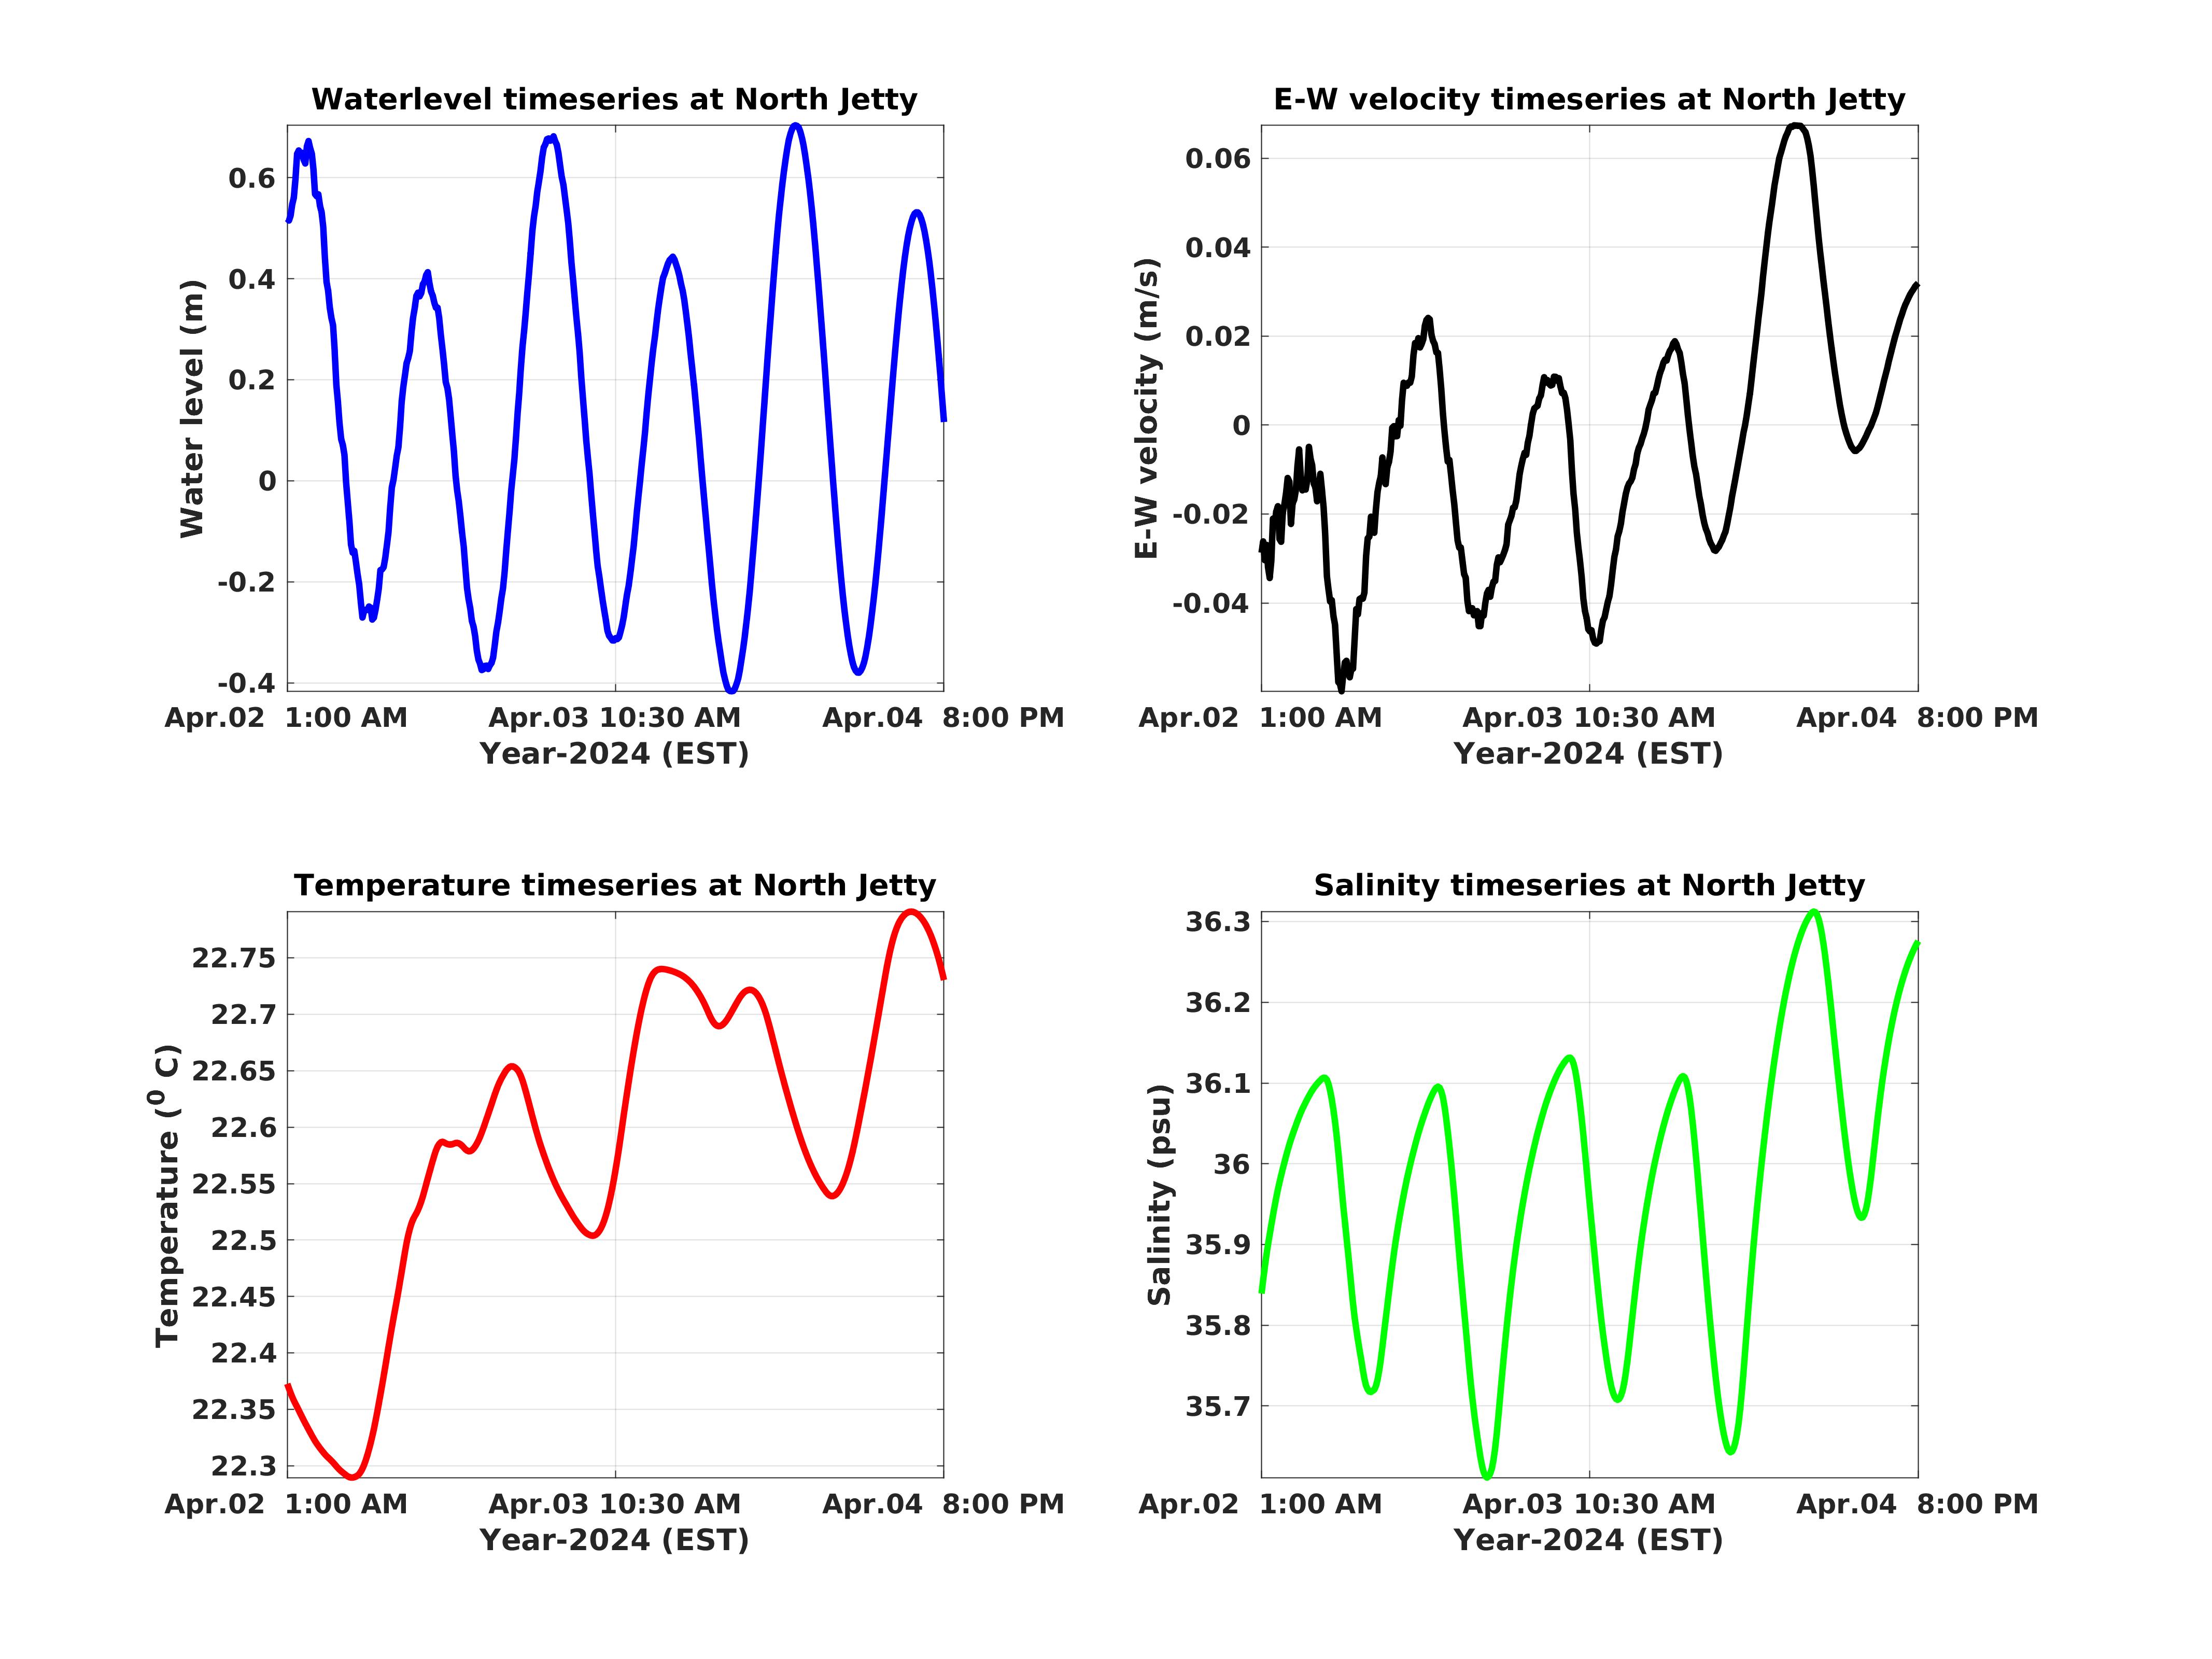 Waterlevel timeseries at North Jetty
0.6
0.4
0.2
0
-0.2
-0.4
Water level (m)
Apr.02 1:00 AM Apr.03 10:30 AM Apr.04 8:00 PM
Year-2024 (EST)
E-W velocity timeseries at North Jetty
0.06
0.04
0.02
0
-0.02
-0.04
E-W velocity (m/s)
Apr.02 1:00 AM Apr.03 10:30 AM Apr.04 8:00 PM
Year-2024 (EST)
Temperature timeseries at North Jetty
22.75
22.7
22.65
22.6
22.55
22.5
22.45
22.4
22.35
22.3
Temperature (⁰ C)
Apr.02 1:00 AM Apr.03 10:30 AM Apr.04 8:00 PM
Year-2024 (EST)
Salinity timeseries at North Jetty
36.3
36.2
36.1
36
35.9
35.8
35.7
Salinity (psu)
Apr.02 1:00 AM Apr.03 10:30 AM Apr.04 8:00 PM
Year-2024 (EST)